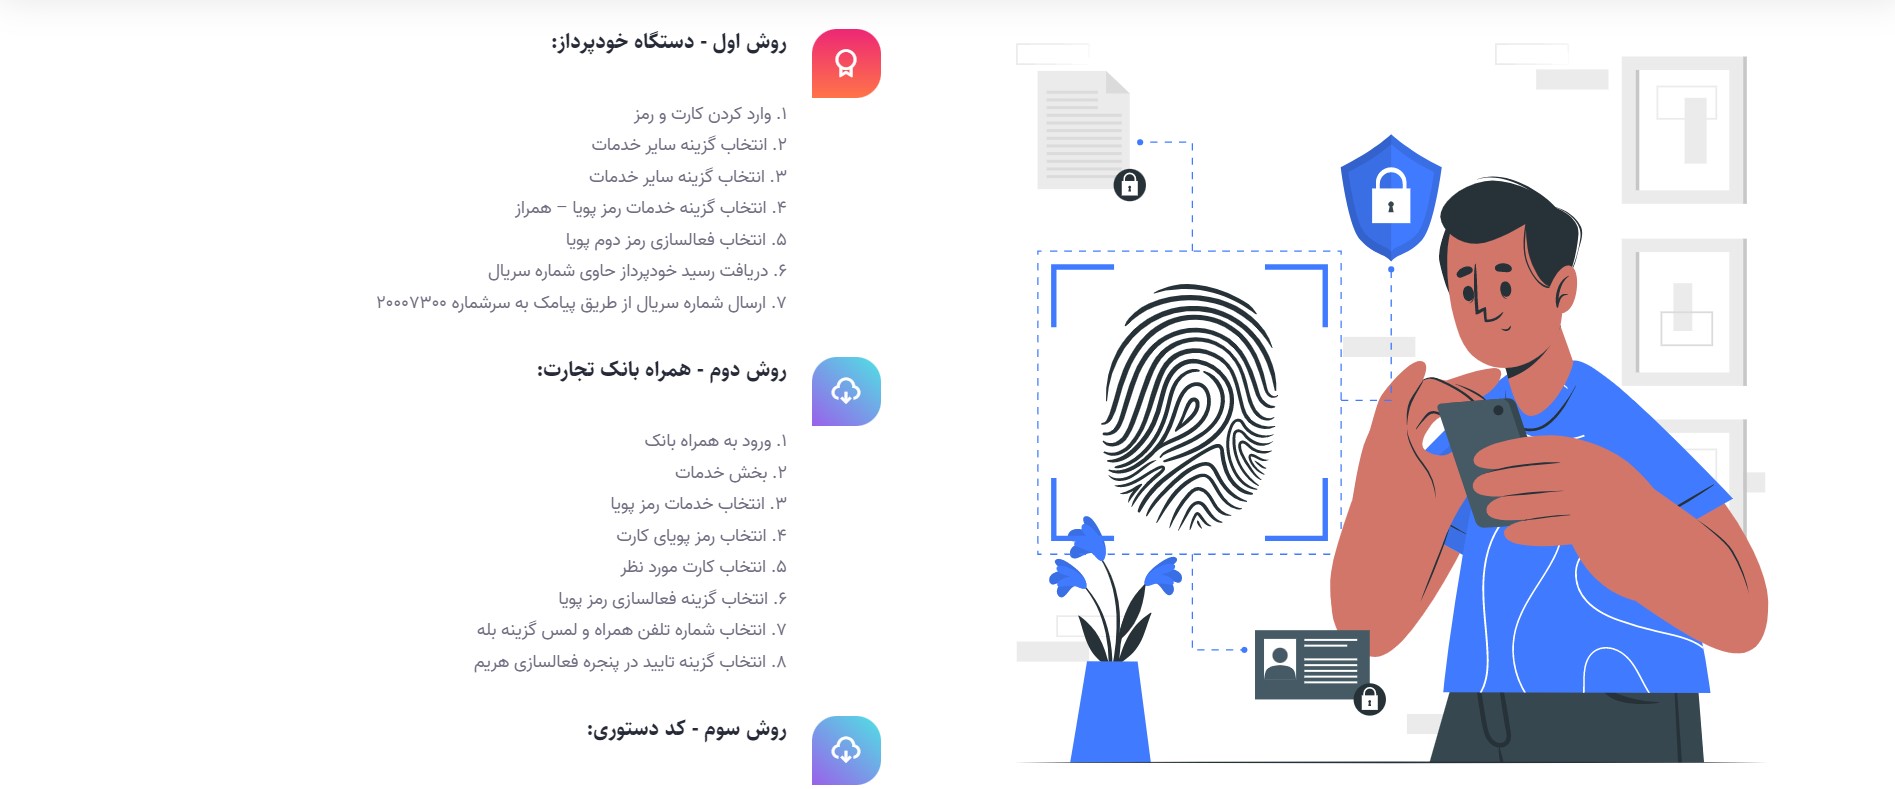 روش اول - دستگاه خودپرداز:
۱. وارد کردن کارت و رمز
۲. انتخاب گزینه سایر خدمات
۳. انتخاب گزینه سایر خدمات
۴. انتخاب گزینه خدمات رمز پویا – همراز
۵. انتخاب فعالسازی رمز دوم پویا
۶. دریافت رسید خودپرداز حاوی شماره سریال
۷. ارسال شماره سریال از طریق پیامک به سرشماره ۲۰۰۰۷۳۰۰
روش دوم - همراه بانک تجارت:
۱. ورود به همراه بانک
۲. بخش خدمات
۳. انتخاب خدمات رمز پویا
۴. انتخاب رمز پویای کارت
۵. انتخاب کارت مورد نظر
۶. انتخاب گزینه فعالسازی رمز پویا
۷. انتخاب شماره تلفن همراه و لمس گزینه بله
۸. انتخاب گزینه تایید در پنجره فعالسازی هریم
روش سوم - کد دستوری: